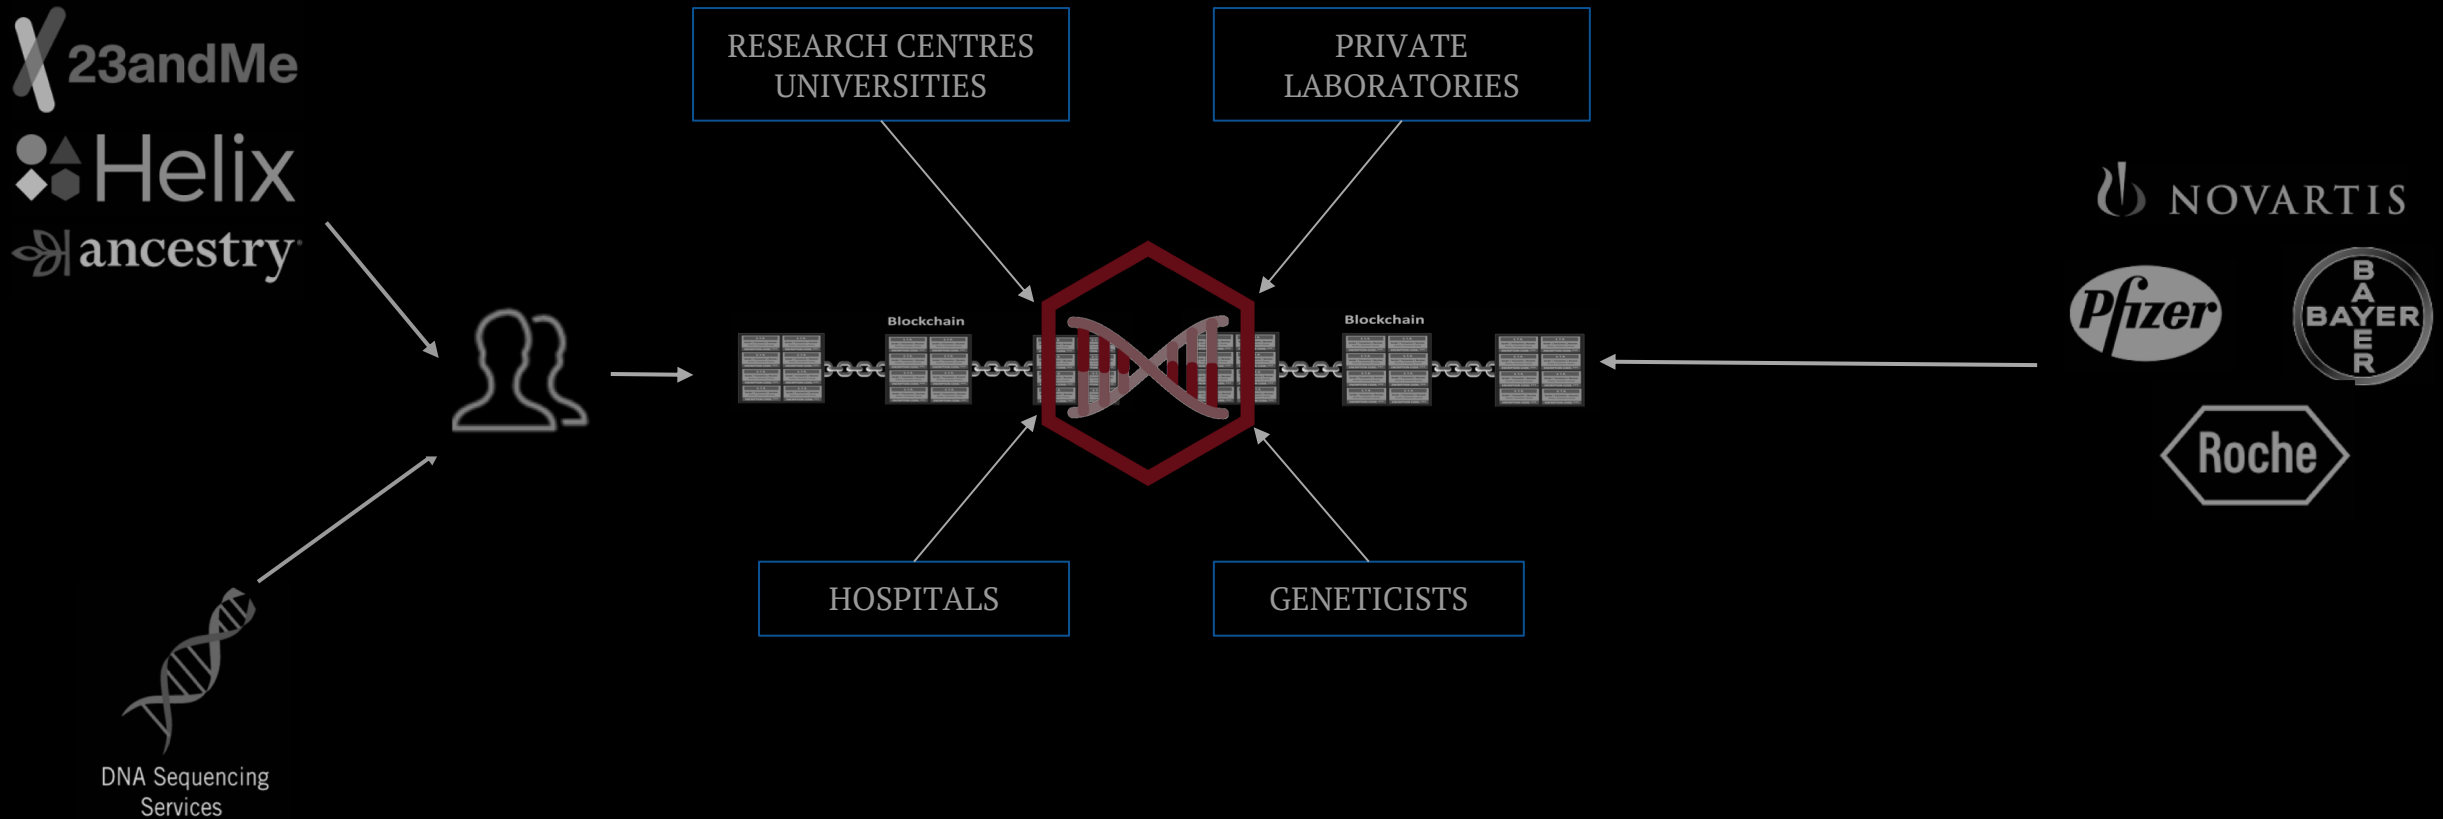 23andMe
Helix
ancestry
DNA Sequencing
Services
RESEARCH CENTRES
UNIVERSITIES
PRIVATE
LABORATORIES
Blockchain
Blockchain
HOSPITALS
GENETICISTS
NOVARTIS
Pfizer
BAYER
BAYER
Roche